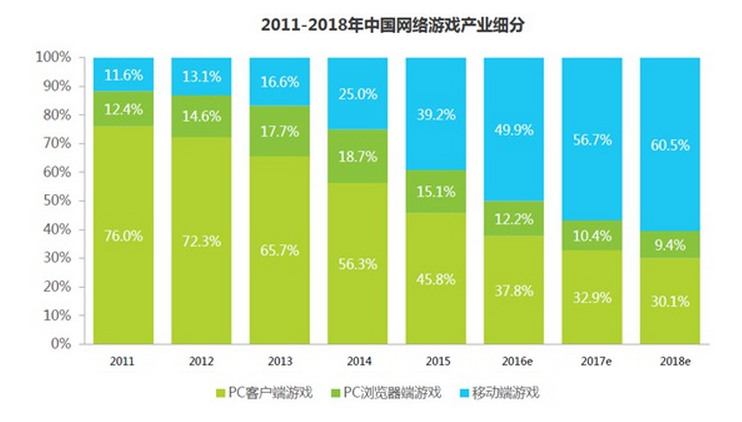 2011-2018年中国网络游戏产业细分
100%
90%
80%
70%
60%
50%
40%
30%
20%
10%
0%
11.6% 13.1% 16.6% 25.0% 39.2% 49.9% 56.7% 60.5%
12.4% 14.6% 17.7% 18.7% 15.1% 12.2% 10.4% 9.4%
76.0% 72.3% 65.7% 56.3% 45.8% 37.8% 32.9% 30.1%
2011 2012 2013 2014 2015 2016e 2017e 2018e
PC客户端游戏 PC浏览器端游戏 移动端游戏